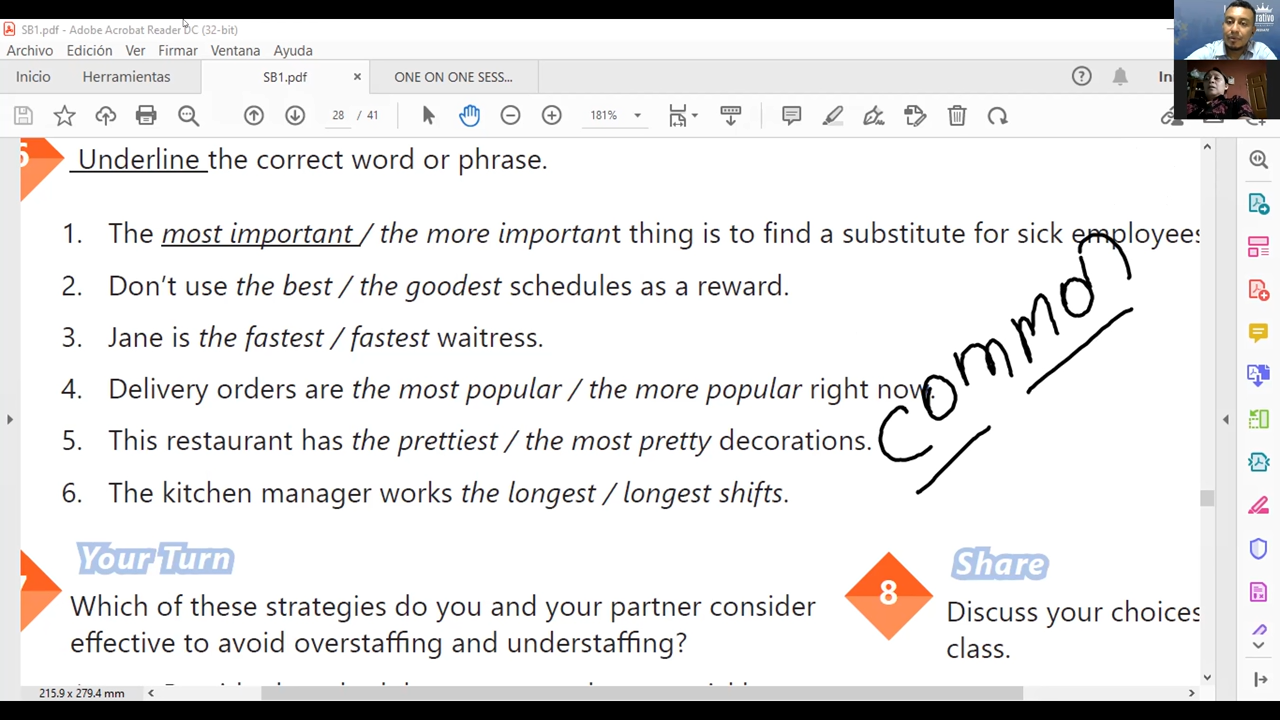 SB1.pdf - Adobe Acrobat Reader DC (32-bit)
Archivo Edición Ver Firmar Ventana Ayuda
Inicio Herramientas SB1.pdf × ONE ON ONE SESS...
28 / 41 181%
Underline the correct word or phrase.
1. The most important / the more important thing is to find a substitute for sick employees
2. Don't use the best / the goodest schedules as a reward.
3. Jane is the fastest / fastest waitress.
4. Delivery orders are the most popular / the more popular right now.
5. This restaurant has the prettiest / the most pretty decorations.
6. The kitchen manager works the longest / longest shifts.
common
Your Turn
Which of these strategies do you and your partner consider
effective to avoid overstaffing and understaffing?
8 Share
Discuss your choices
class.
215.9 x 279.4 mm